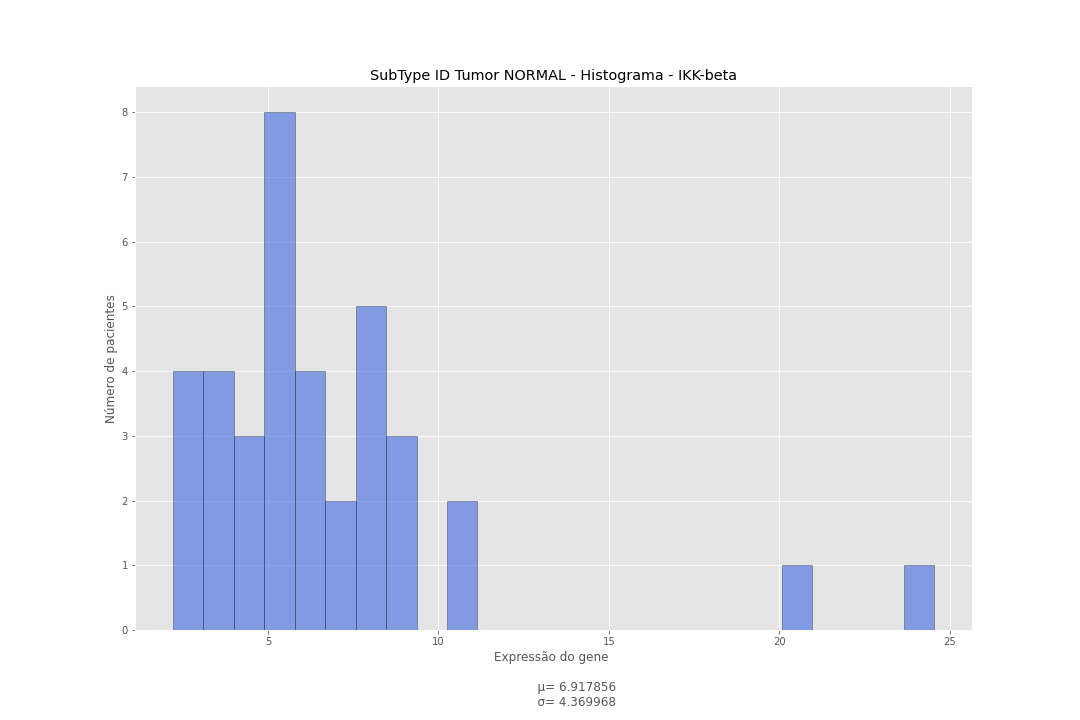 SubType ID Tumor NORMAL - Histograma - IKK-beta
8
7
6
5
4
3
2
1
0
Número de pacientes
5 10 15 20 25
Expressão do gene
μ= 6.917856
σ= 4.369968